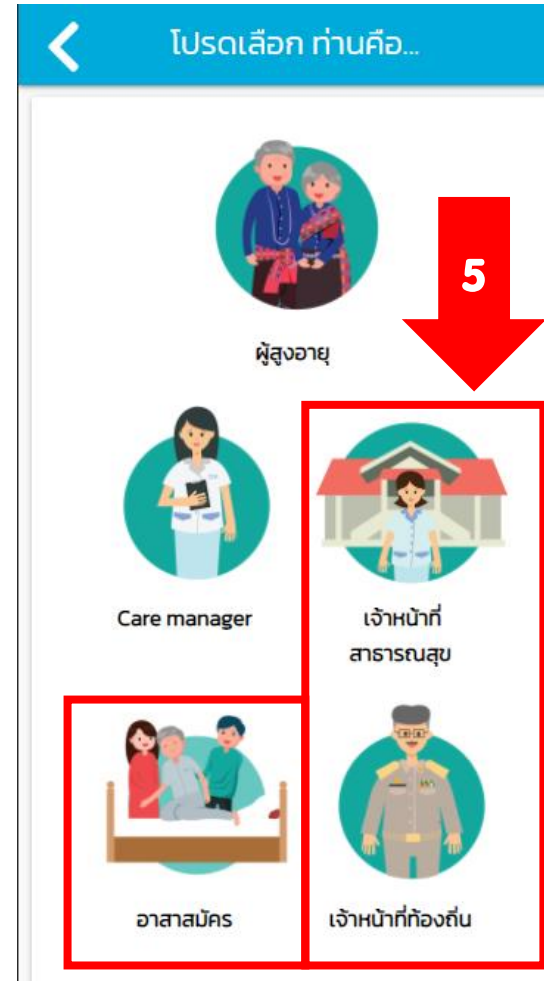 โปรดเลือก ท่านคือ...
5
ผู้สูงอายุ
Care manager
เจ้าหน้าที่
สาธารณสุข
อาสาสมัคร
เจ้าหน้าที่ท้องถิ่น